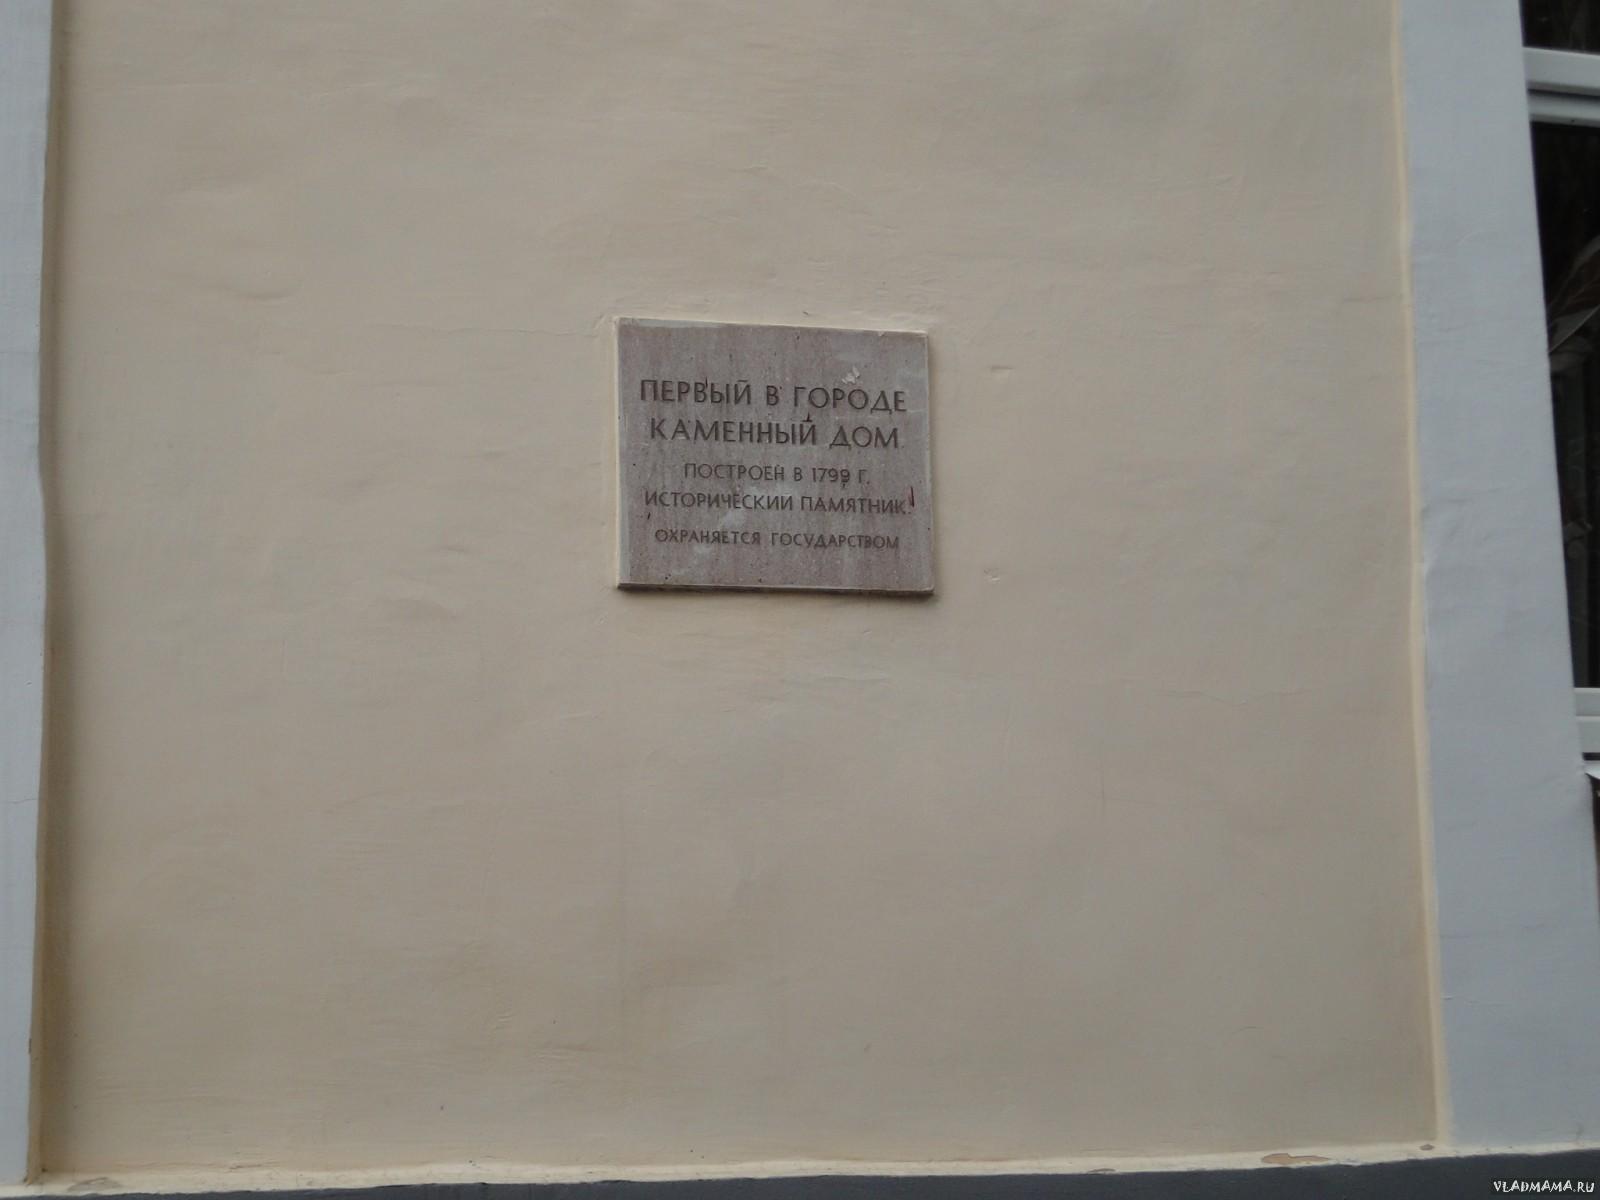 ПЕРВЫЙ В ГОРОДЕ
КАМЕННЫЙ ДОМ
ПОСТРОЕН В 1799 Г.
ИСТОРИЧЕСКИЙ ПАМЯТНИК
ОХРАНЯЕТСЯ ГОСУДАРСТВОМ
VLADMAMA.RU